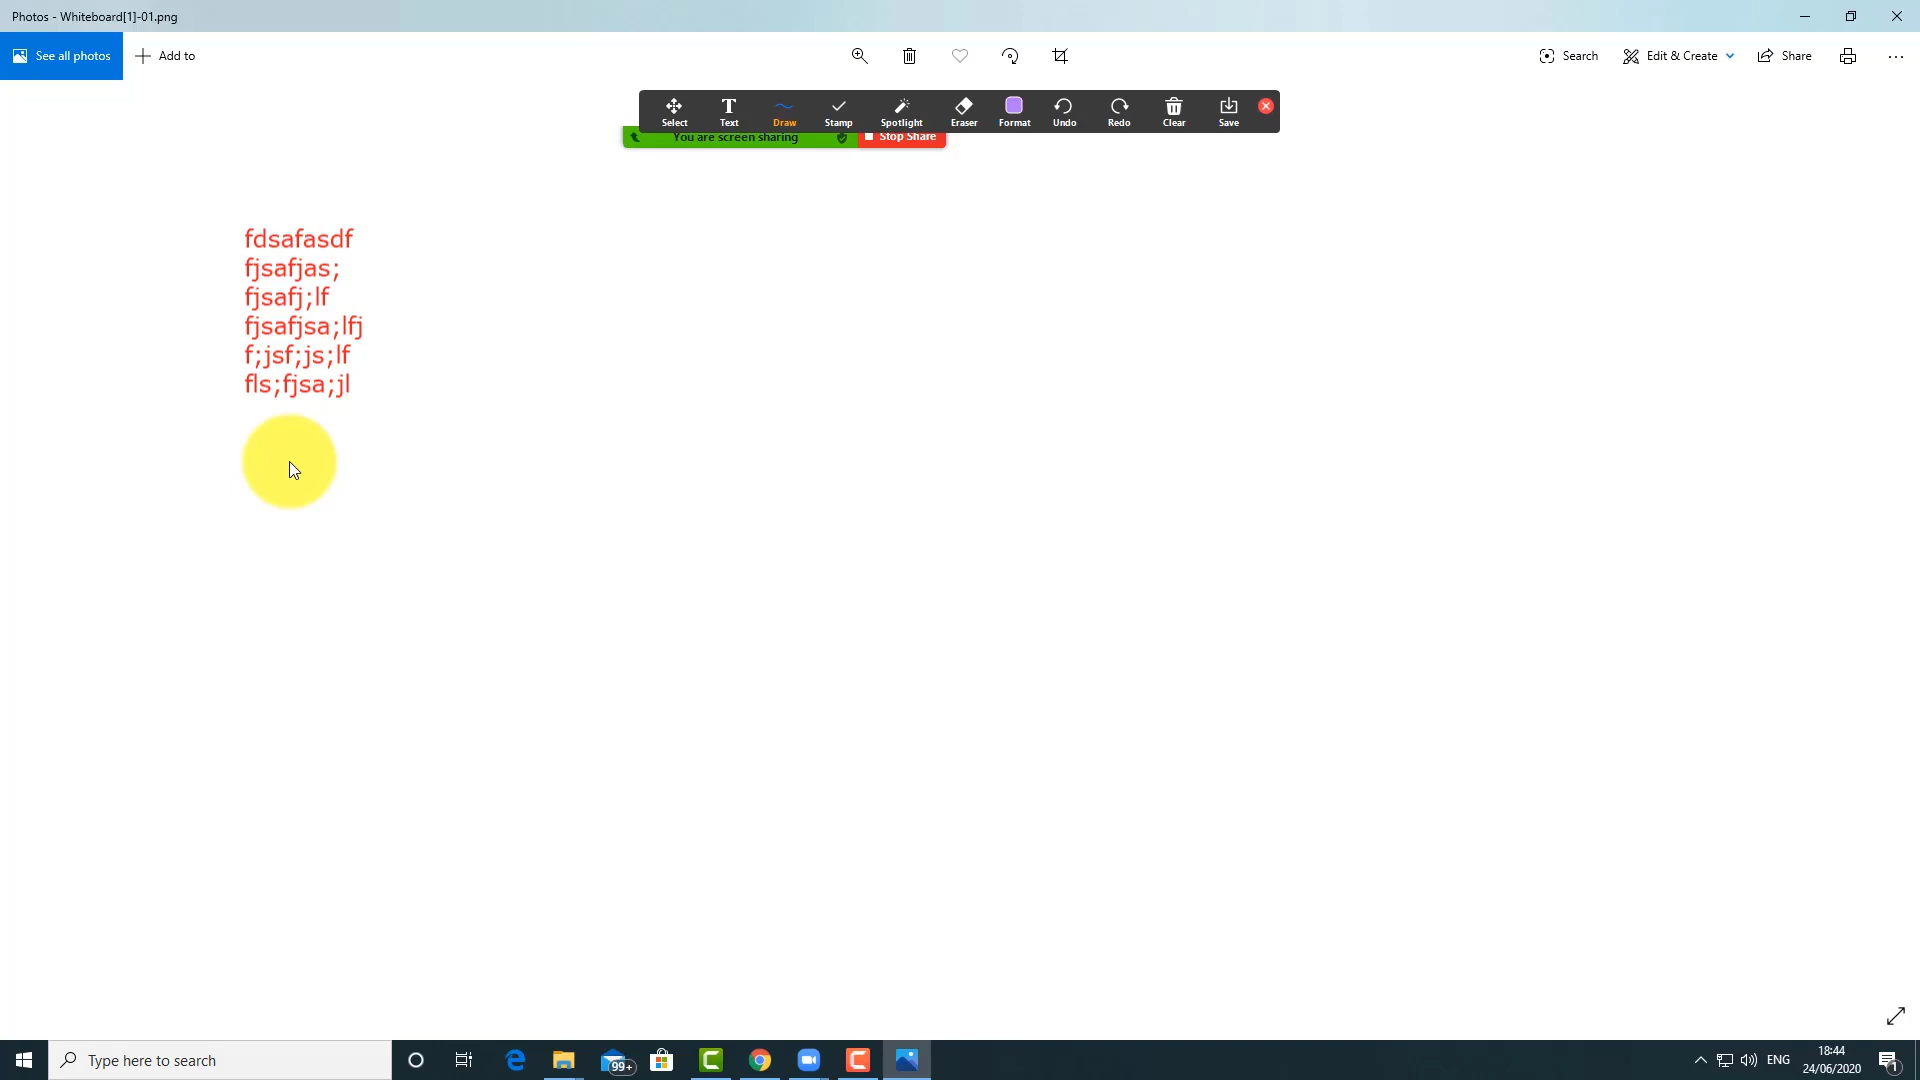 Photos - Whiteboard[1]-01.png
See all photos
Add to
Search
Edit & Create
Share
Select
Text
Draw
Stamp
Spotlight
Eraser
Format
Undo
Redo
Clear
Save
You are screen sharing
Stop Share
fdsafasdf
fjsafjas;
fjsafj;lf
fjsafjsa;lfj
f;jsf;js;lf
fls;fjsa;jl
Type here to search
99+
ENG
18:44
24/06/2020
1